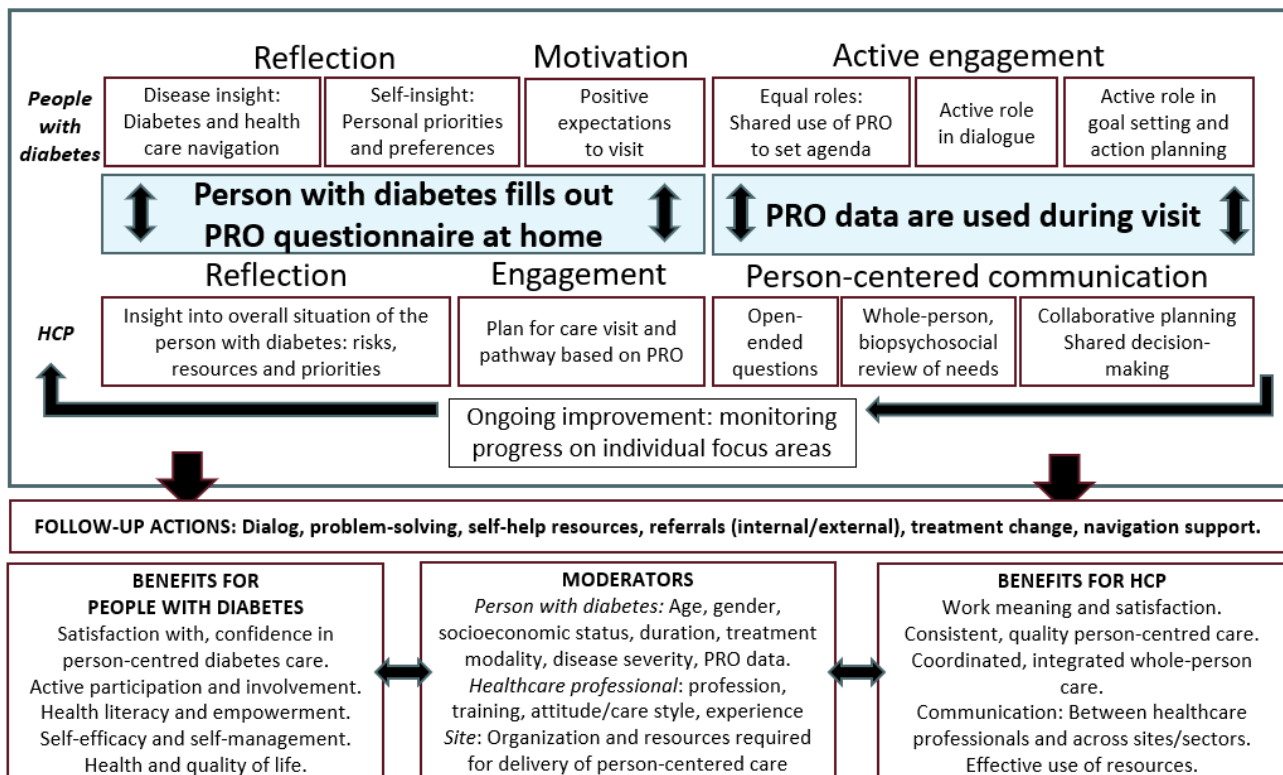 Reflection
Motivation
Active engagement
People
with
diabetes
Disease insight:
Diabetes and health
care navigation
Self-insight:
Personal priorities
and preferences
Positive
expectations
to visit
Equal roles:
Shared use of PRO
to set agenda
Active role
in dialogue
Active role in
goal setting and
action planning
Person with diabetes fills out
PRO questionnaire at home
PRO data are used during visit
Reflection
Engagement
Person-centered communication
HCP
Insight into overall situation of the
person with diabetes: risks,
resources and priorities
Plan for care visit and
pathway based on PRO
Open-
ended
questions
Whole-person,
biopsychosocial
review of needs
Collaborative planning
Shared decision-
making
Ongoing improvement: monitoring
progress on individual focus areas
FOLLOW-UP ACTIONS: Dialog, problem-solving, self-help resources, referrals (internal/external), treatment change, navigation support.
BENEFITS FOR
PEOPLE WITH DIABETES
Satisfaction with, confidence in
person-centred diabetes care.
Active participation and involvement.
Health literacy and empowerment.
Self-efficacy and self-management.
Health and quality of life.
MODERATORS
Person with diabetes: Age, gender,
socioeconomic status, duration, treatment
modality, disease severity, PRO data.
Healthcare professional: profession,
training, attitude/care style, experience
Site: Organization and resources required
for delivery of person-centered care
BENEFITS FOR HCP
Work meaning and satisfaction.
Consistent, quality person-centred care.
Coordinated, integrated whole-person
care.
Communication: Between healthcare
professionals and across sites/sectors.
Effective use of resources.